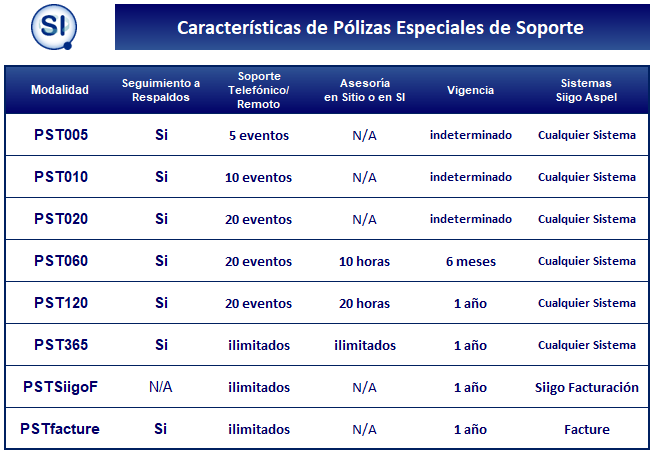 SI
Características de Pólizas Especiales de Soporte
Modalidad
Seguimiento a
Respaldos
Soporte
Telefónico/
Remoto
Asesoría
en Sitio o en SI
Vigencia
Sistemas
Siigo Aspel
PST005 Si 5 eventos N/A indeterminado Cualquier Sistema
PST010 Si 10 eventos N/A indeterminado Cualquier Sistema
PST020 Si 20 eventos N/A indeterminado Cualquier Sistema
PST060 Si 20 eventos 10 horas 6 meses Cualquier Sistema
PST120 Si 20 eventos 20 horas 1 año Cualquier Sistema
PST365 Si ilimitados ilimitados 1 año Cualquier Sistema
PSTSiigoF N/A ilimitados N/A 1 año Siigo Facturación
PSTfacture Si ilimitados N/A 1 año Facture